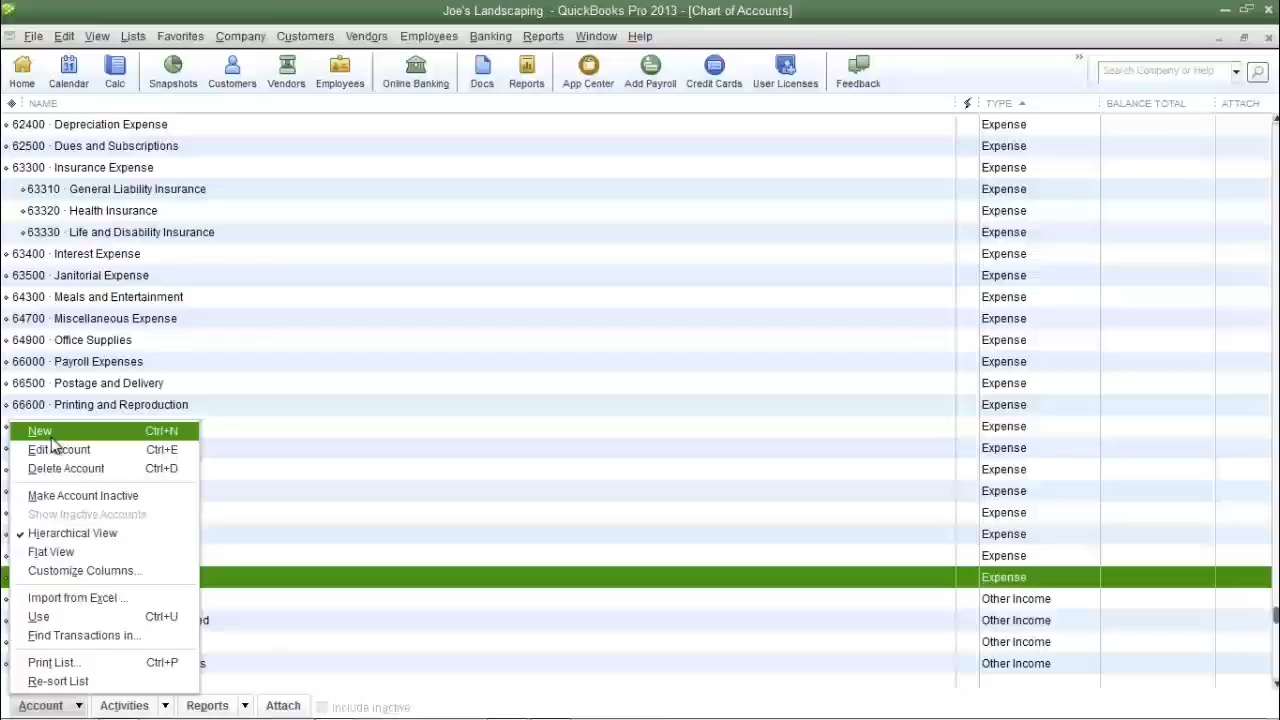 Joe's Landscaping - QuickBooks Pro 2013 - [Chart of Accounts]
File Edit View Lists Favorites Company Customers Vendors Employees Banking Reports Window Help
Home Calendar Calc Snapshots Customers Vendors Employees Online Banking Docs Reports App Center Add Payroll Credit Cards User Licenses Feedback
Search Company or Help
NAME TYPE BALANCE TOTAL ATTACH
62400 · Depreciation Expense Expense
62500 · Dues and Subscriptions Expense
63300 · Insurance Expense Expense
63310 · General Liability Insurance Expense
63320 · Health Insurance Expense
63330 · Life and Disability Insurance Expense
63400 · Interest Expense Expense
63500 · Janitorial Expense Expense
64300 · Meals and Entertainment Expense
64700 · Miscellaneous Expense Expense
64900 · Office Supplies Expense
66000 · Payroll Expenses Expense
66500 · Postage and Delivery Expense
66600 · Printing and Reproduction Expense
Expense
Expense
Expense
Expense
Expense
Expense
Expense
Expense
Other Income
ed Other Income
Other Income
s Other Income
New Ctrl+N
Edit Account Ctrl+E
Delete Account Ctrl+D
Make Account Inactive
Show Inactive Accounts
Hierarchical View
Flat View
Customize Columns...
Import from Excel ...
Use Ctrl+U
Find Transactions in...
Print List... Ctrl+P
Re-sort List
Account Activities Reports Attach Include inactive